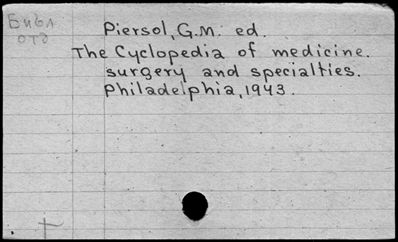 Библ
отд
Piersol, G.M. ed.
The Cyclopedia of medicine.
surgery and specialties.
Philadelphia, 1943.